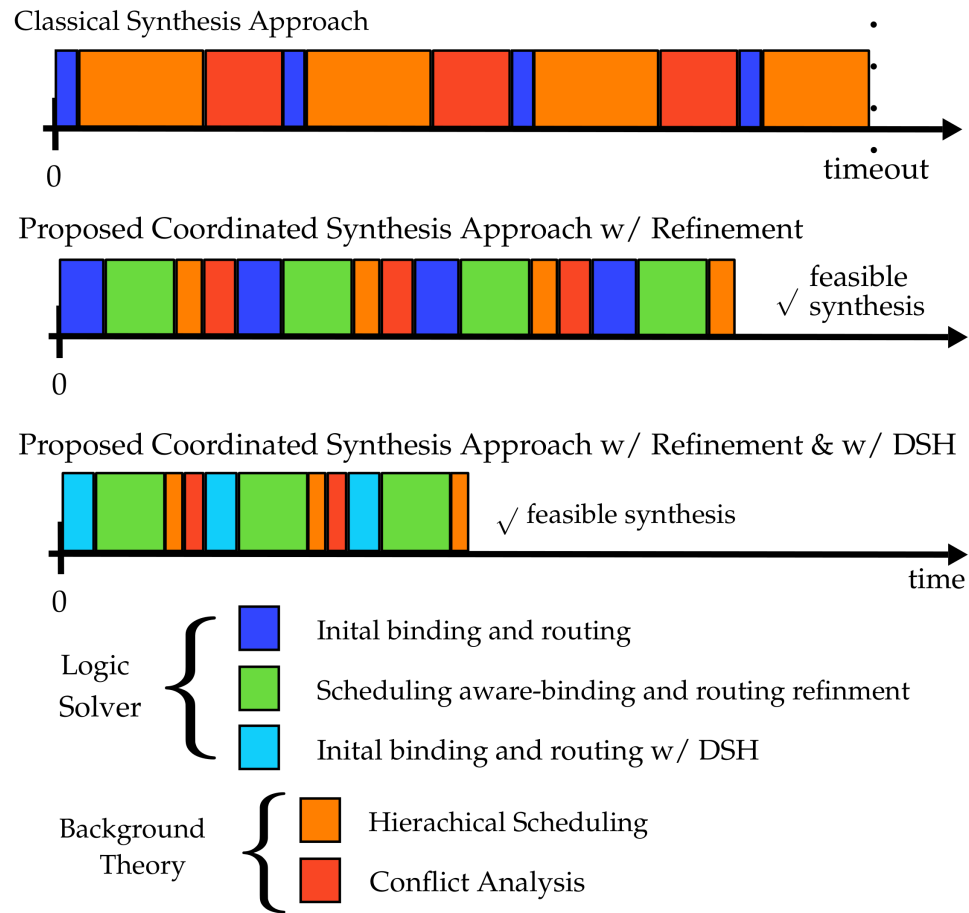 Classical Synthesis Approach
0
timeout
Proposed Coordinated Synthesis Approach w/ Refinement
√ feasible
synthesis
0
Proposed Coordinated Synthesis Approach w/ Refinement & w/ DSH
√ feasible synthesis
time
0
Logic
Solver
Inital binding and routing
Scheduling aware-binding and routing refinment
Inital binding and routing w/ DSH
Background
Theory
Hierachical Scheduling
Conflict Analysis